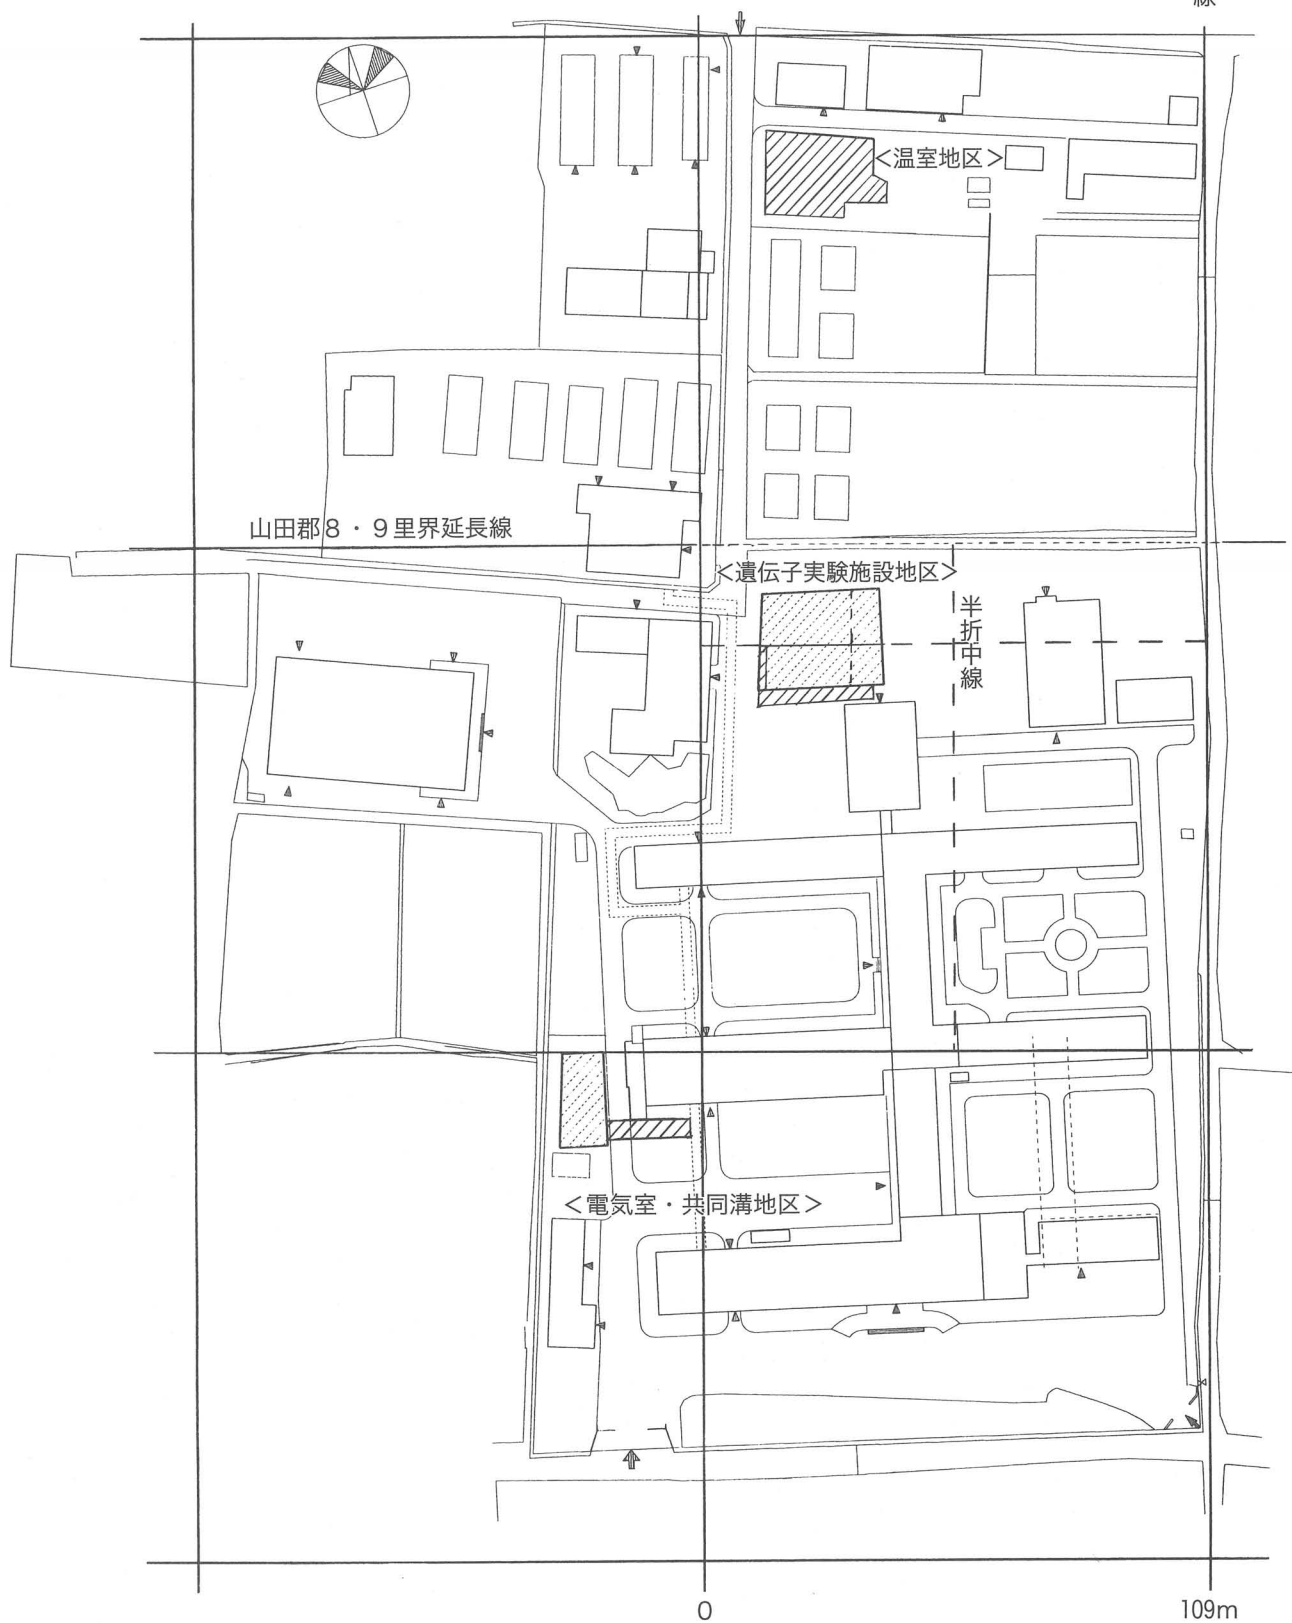 線
＜温室地区＞
山田郡8・9里界延長線
＜遺伝子実験施設地区＞
半折中線
＜電気室・共同溝地区＞
0
109m